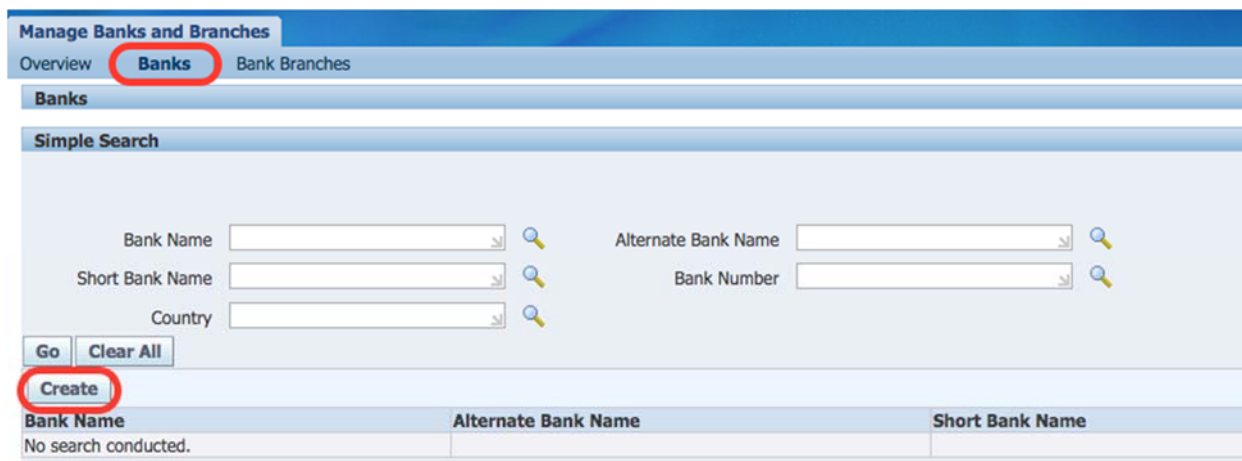 Manage Banks and Branches
Overview Banks Bank Branches
Banks
Simple Search
Bank Name Alternate Bank Name
Short Bank Name Bank Number
Country
Go Clear All
Create
Bank Name Alternate Bank Name Short Bank Name
No search conducted.